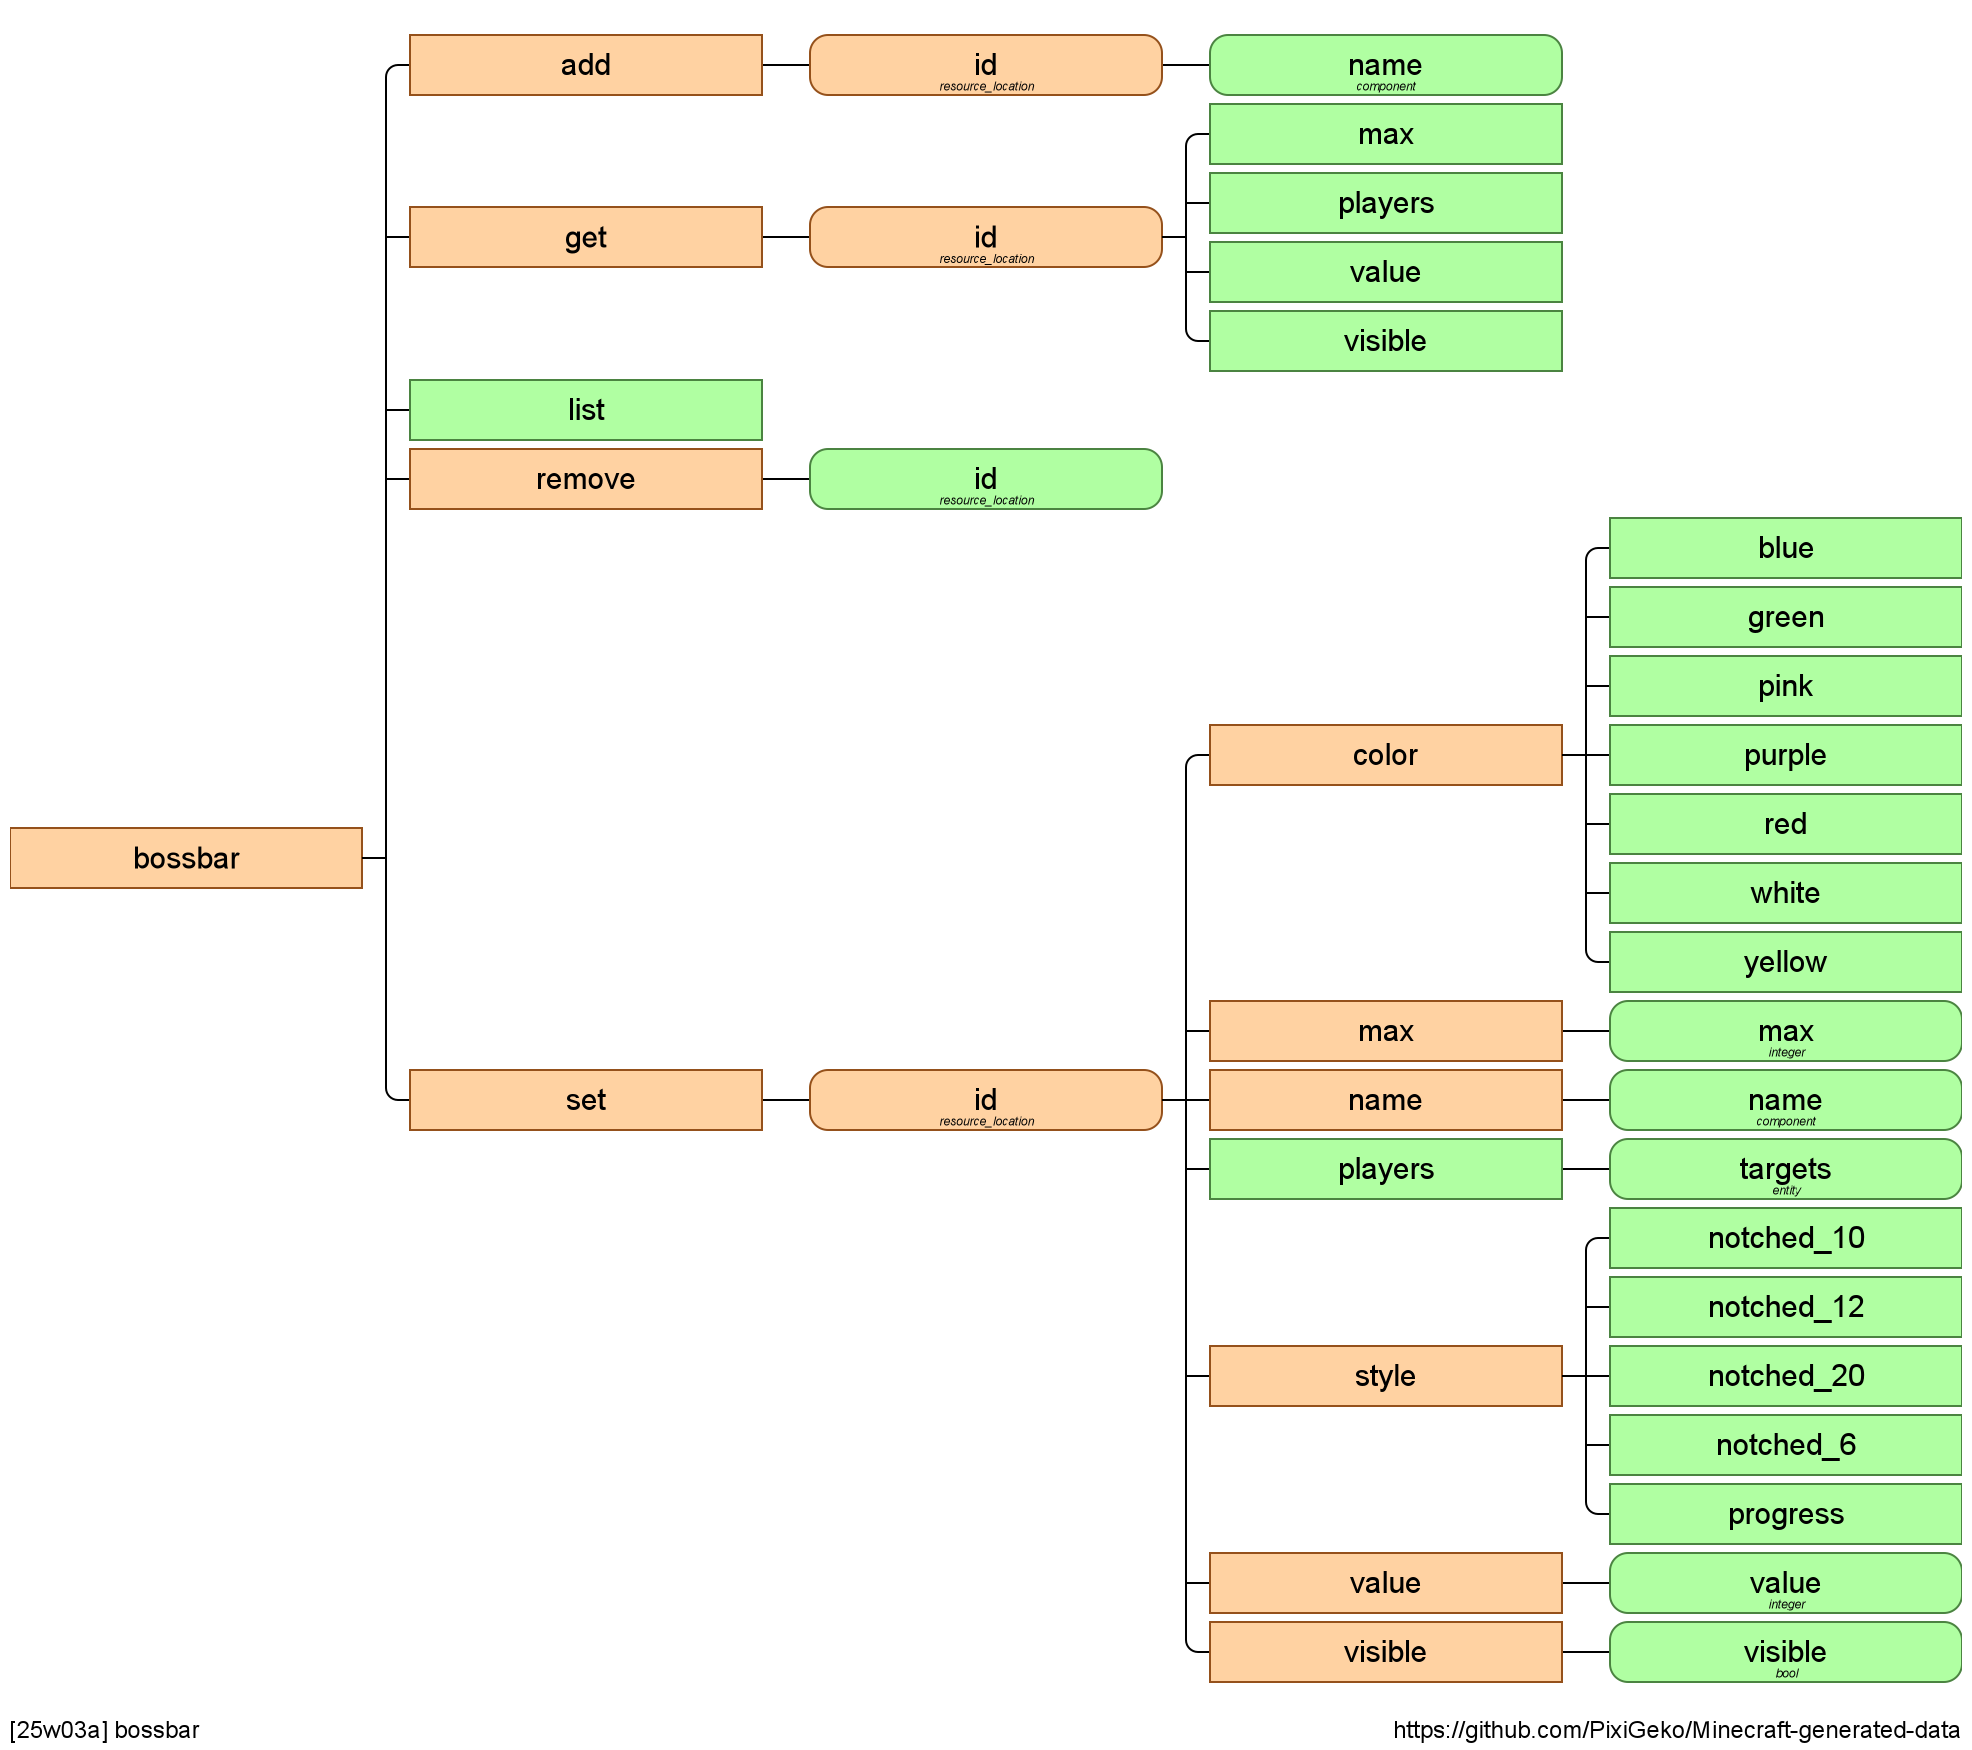 add
id
resource_location
name
component
max
players
get
id
resource_location
value
visible
list
remove
id
resource_location
blue
green
pink
color
purple
red
bossbar
white
yellow
max
max
integer
set
id
resource_location
name
name
component
players
targets
entity
notched_10
notched_12
style
notched_20
notched_6
progress
value
value
integer
visible
visible
bool
[25w03a] bossbar
https://github.com/PixiGeko/Minecraft-generated-data